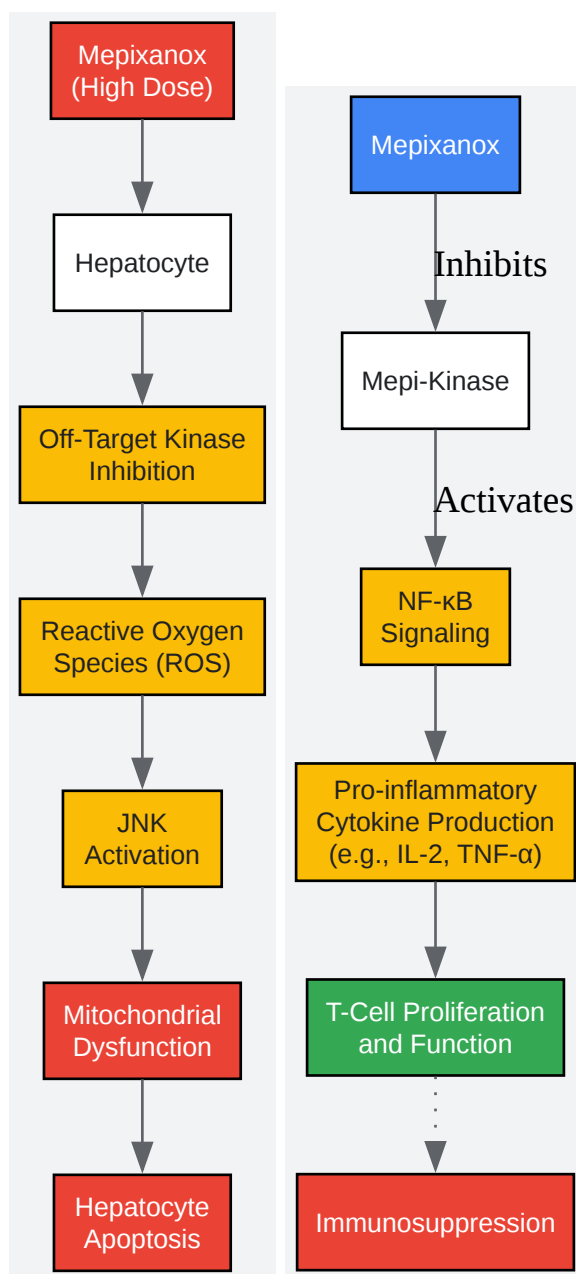 Mepixanox
(High Dose)
Hepatocyte
Off-Target Kinase
Inhibition
Reactive Oxygen
Species (ROS)
JNK
Activation
Mitochondrial
Dysfunction
Hepatocyte
Apoptosis
Mepixanox
Inhibits
Mepi-Kinase
Activates
NF-κB
Signaling
Pro-inflammatory
Cytokine Production
(e.g., IL-2, TNF-α)
T-Cell Proliferation
and Function
Immunosuppression